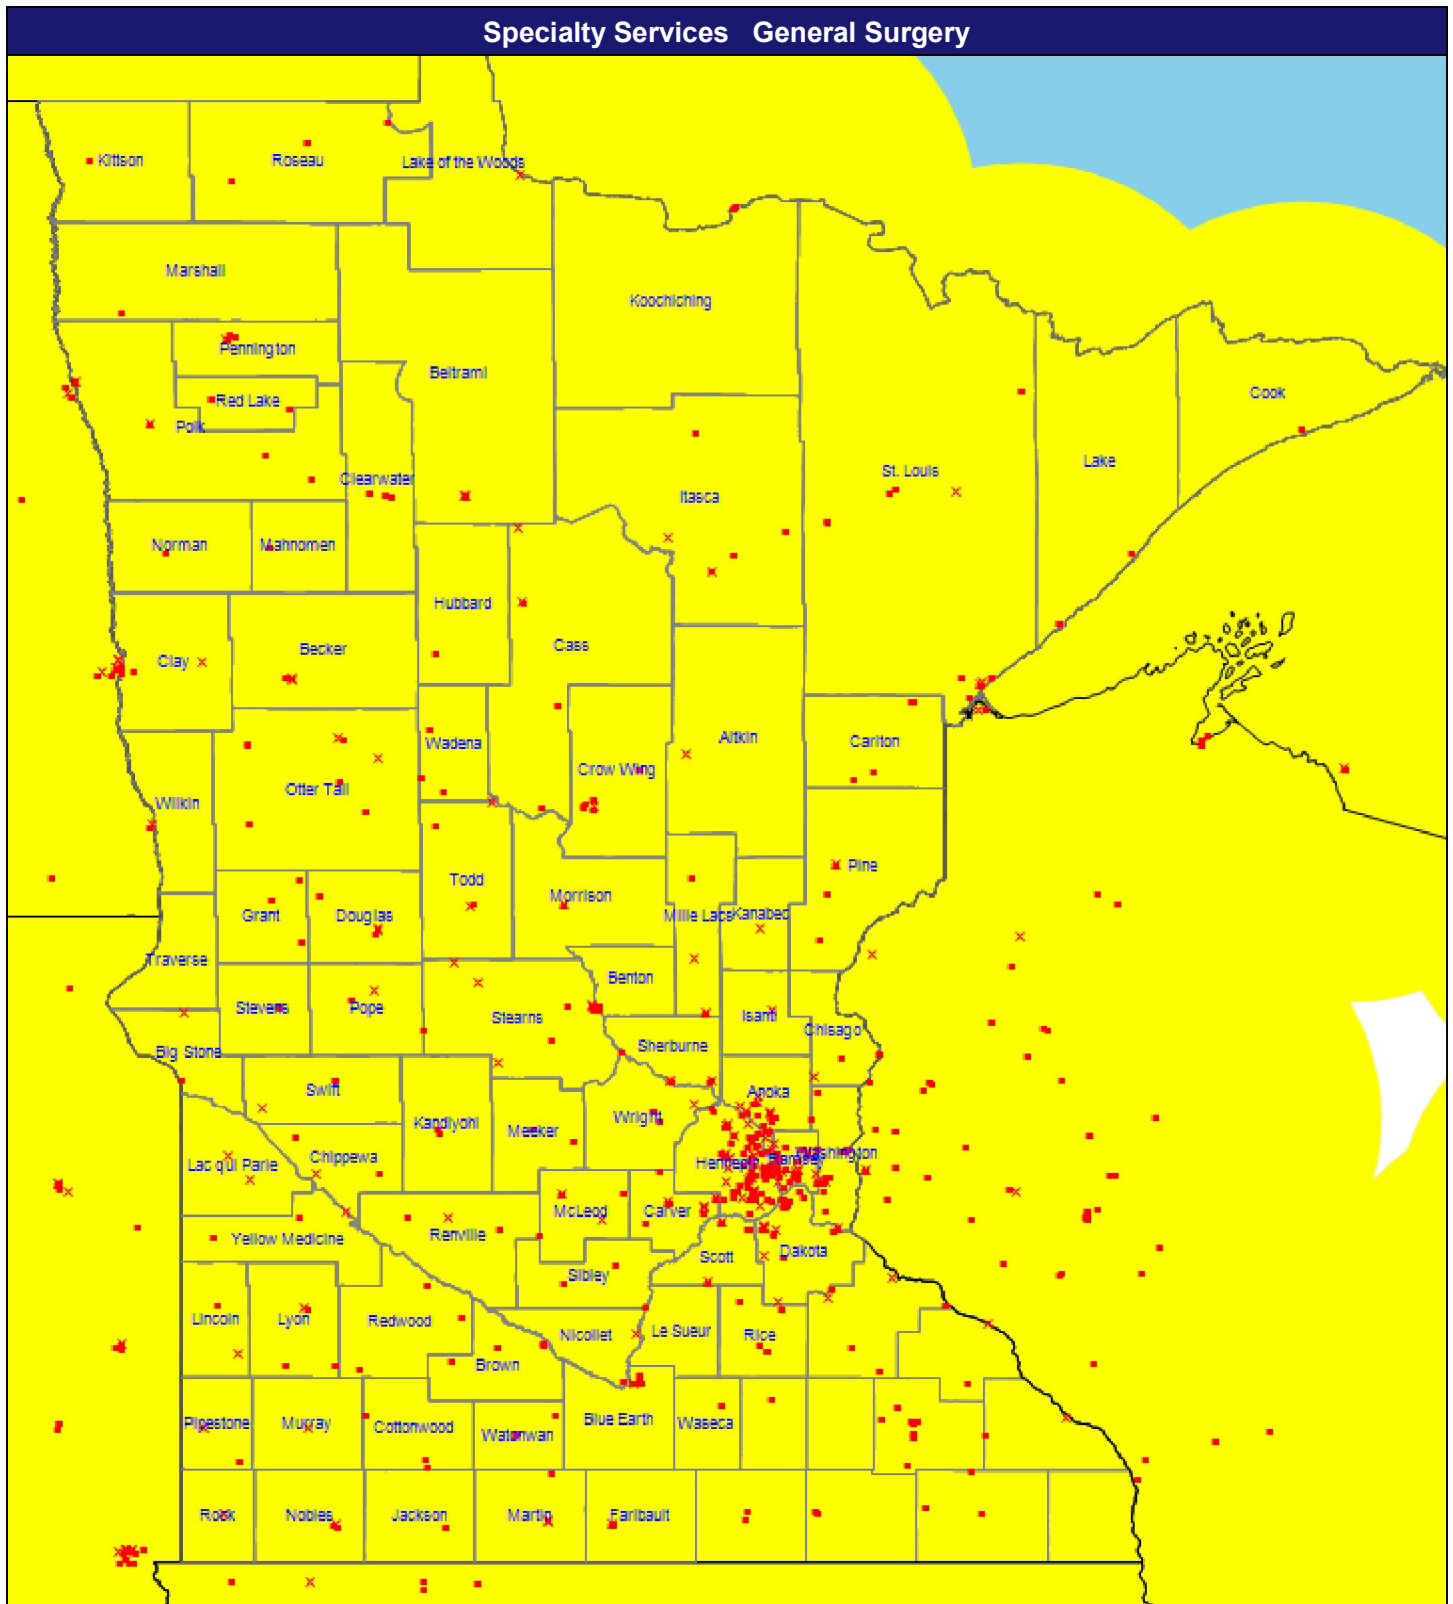 Specialty Services General Surgery
Kittson
Roseau
Lake of the Woods
Marshall
Koochiching
Pennington
Beltrami
Red Lake
Cook
Polk
Clearwater
St. Louis
Lake
Itasca
Norman
Mahnomen
Hubbard
Cass
Clay
Becker
Wadena
Aitkin
Carlton
Crow Wing
Otter Tail
Wilkin
Pine
Todd
Morrison
Grant
Douglas
Mille Lacs
Kanabec
Traverse
Benton
Stevens
Pope
Stearns
Isanti
Chisago
Sherburne
Big Stone
Swift
Anoka
Kandiyohi
Meeker
Wright
Lac qui Parle
Chippewa
Hennepin
Ramsey
Washington
McLeod
Carver
Yellow Medicine
Renville
Scott
Dakota
Sibley
Lincoln
Lyon
Redwood
Nicollet
Le Sueur
Rice
Brown
Pipestone
Murray
Cottonwood
Watonwan
Blue Earth
Waseca
Rock
Nobles
Jackson
Martin
Faribault